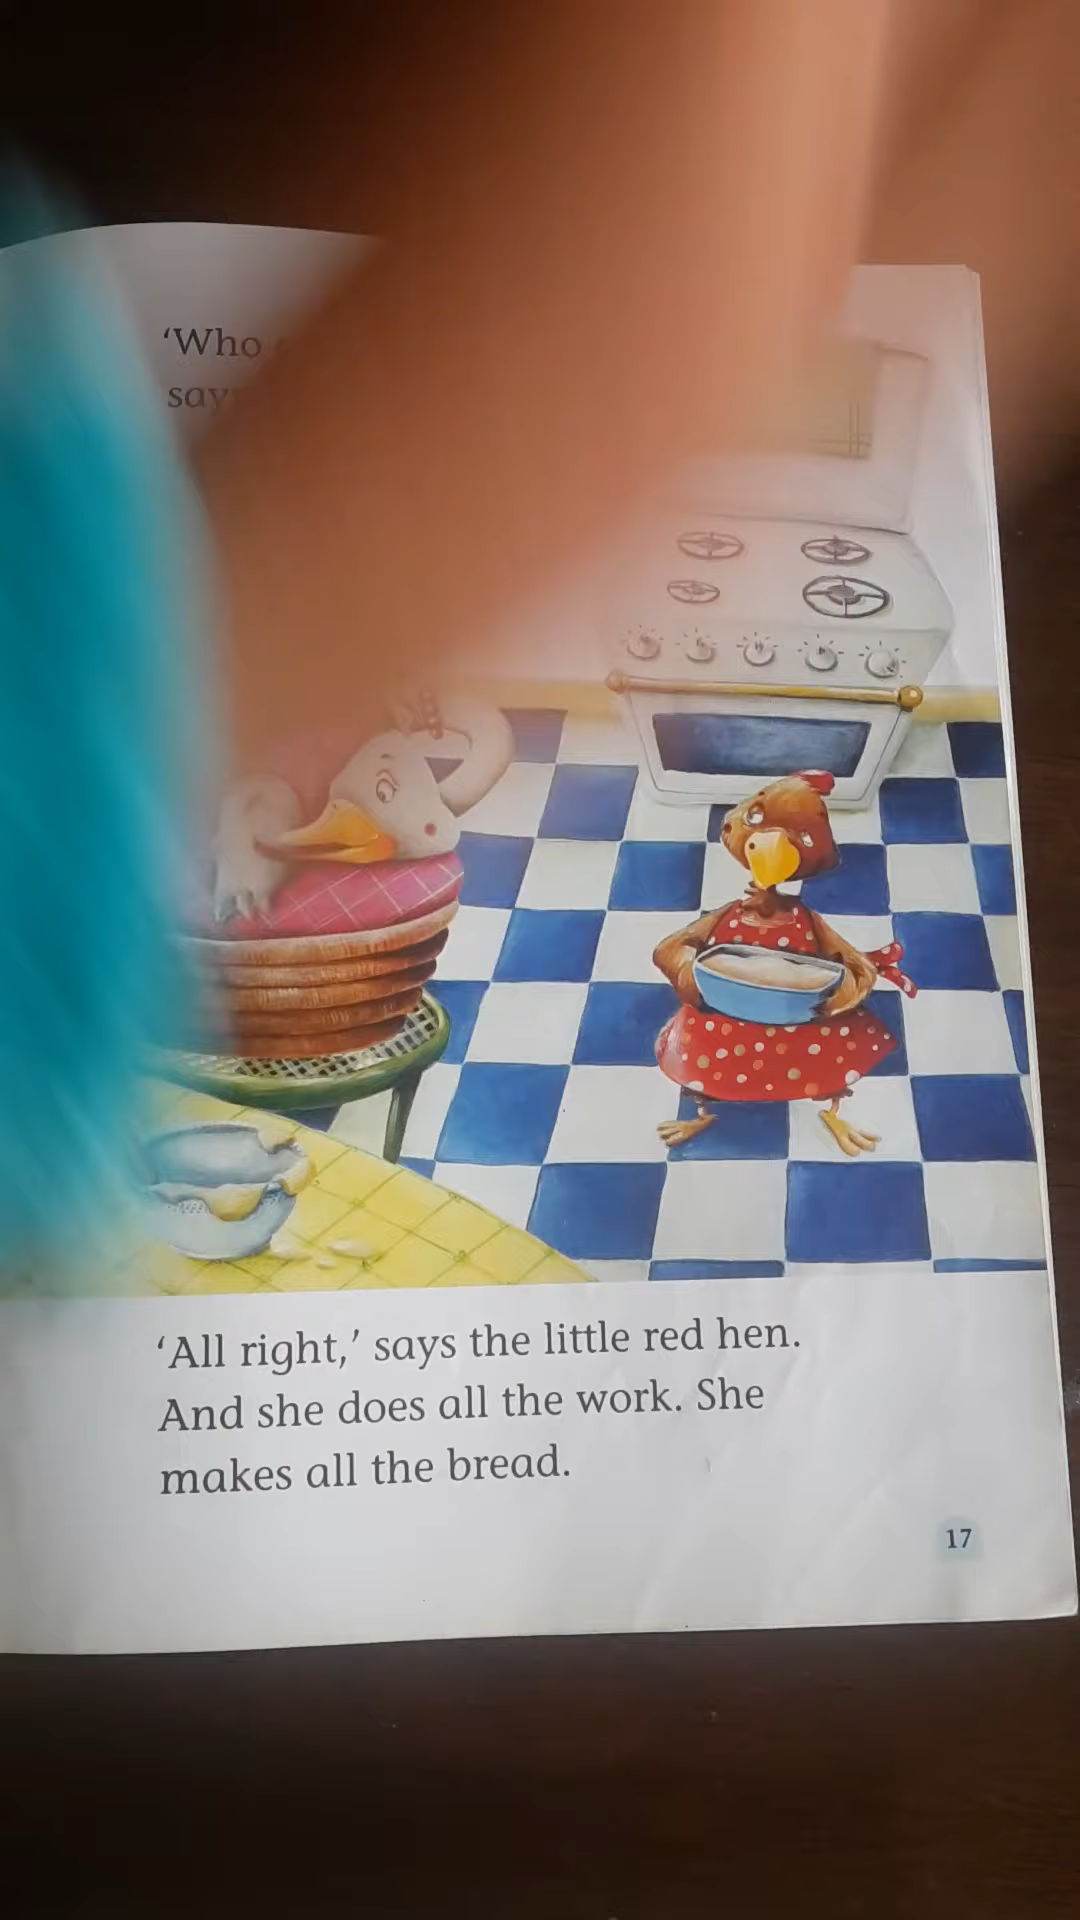 ‘Who
‘All right,’ says the little red hen.
And she does all the work. She
makes all the bread.
17